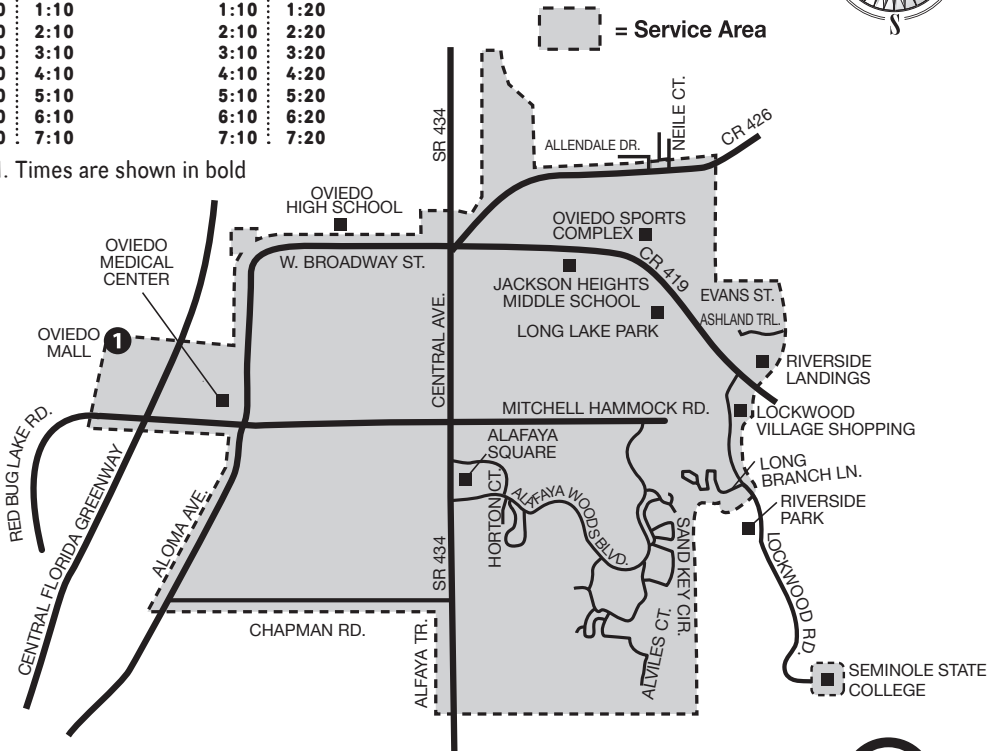 1:10 1:10 1:20
2:10 2:10 2:20
3:10 3:10 3:20
4:10 4:10 4:20
5:10 5:10 5:20
6:10 6:10 6:20
7:10 7:10 7:20
. Times are shown in bold
= Service Area
S
SR 434
NEILE CT.
ALLENDALE DR.
CR 426
OVIEDO
HIGH SCHOOL
OVIEDO SPORTS
COMPLEX
OVIEDO
MEDICAL
CENTER
W. BROADWAY ST.
CR 419
JACKSON HEIGHTS
MIDDLE SCHOOL
EVANS ST.
ASHLAND TRL.
LONG LAKE PARK
OVIEDO
MALL
1
CENTRAL AVE.
RIVERSIDE
LANDINGS
MITCHELL HAMMOCK RD.
LOCKWOOD
VILLAGE SHOPPING
RED BUG LAKE RD.
ALAFAYA
SQUARE
LONG
BRANCH LN.
HORTON CT.
ALAFAYA WOODS BLVD.
RIVERSIDE
PARK
CENTRAL FLORIDA GREENWAY
ALOMA AVE.
SR 434
SAND KEY CIR.
LOCKWOOD RD.
CHAPMAN RD.
ALFAYA TR.
ALVILES CT.
SEMINOLE STATE
COLLEGE